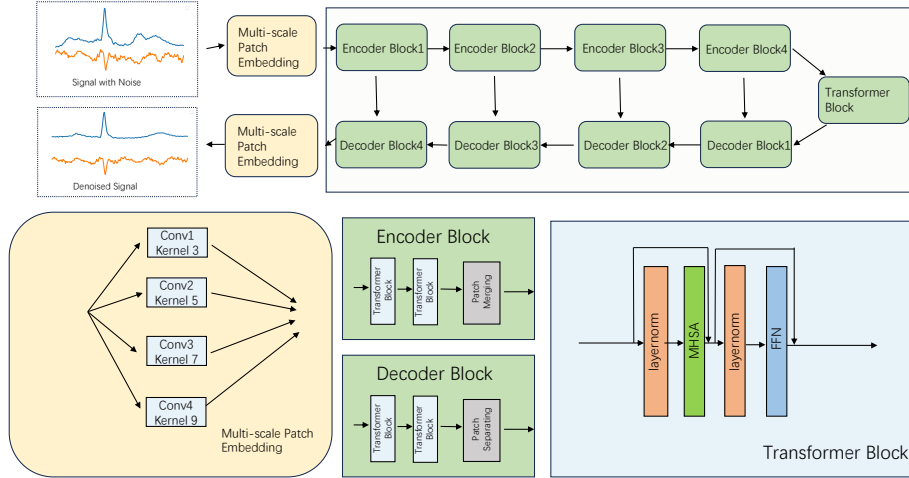 Signal with Noise
Multi-scale
Patch
Embedding
Encoder Block1
Encoder Block2
Encoder Block3
Encoder Block4
Transformer
Block
Denoised Signal
Multi-scale
Patch
Embedding
Decoder Block4
Decoder Block3
Decoder Block2
Decoder Block1
Conv1
Kernel 3
Conv2
Kernel 5
Conv3
Kernel 7
Conv4
Kernel 9
Multi-scale Patch
Embedding
Encoder Block
Transformer
Block
Transformer
Block
Patch
Merging
Decoder Block
Transformer
Block
Transformer
Block
Patch
Separating
layernorm
MHSA
layernorm
FFN
Transformer Block